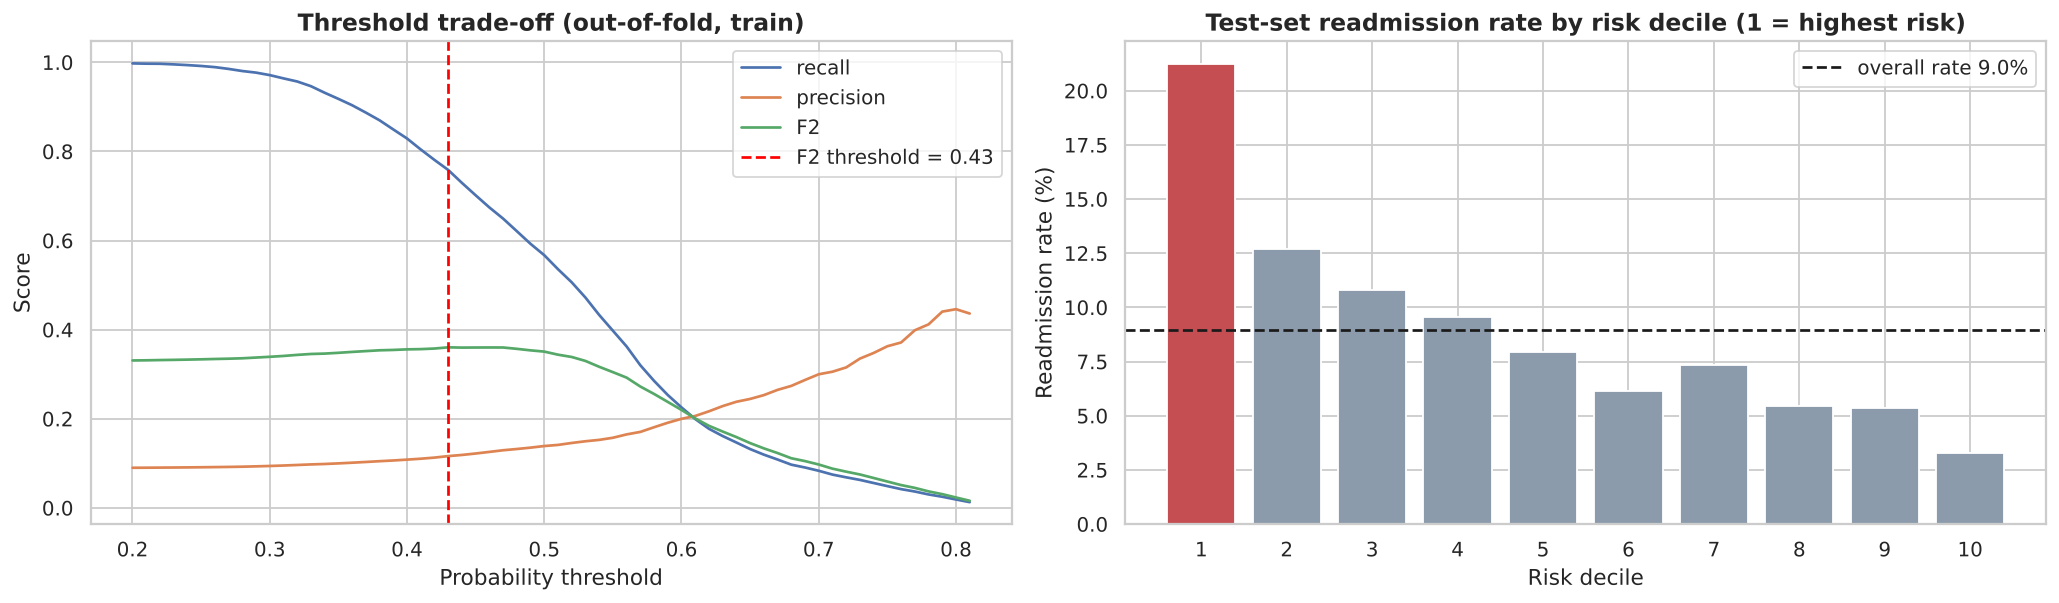 Threshold trade-off (out-of-fold, train)
recall
precision
F2
F2 threshold = 0.43
Score
1.0
0.8
0.6
0.4
0.2
0.0
0.2 0.3 0.4 0.5 0.6 0.7 0.8
Probability threshold
Test-set readmission rate by risk decile (1 = highest risk)
overall rate 9.0%
Readmission rate (%)
20.0
17.5
15.0
12.5
10.0
7.5
5.0
2.5
0.0
1 2 3 4 5 6 7 8 9 10
Risk decile